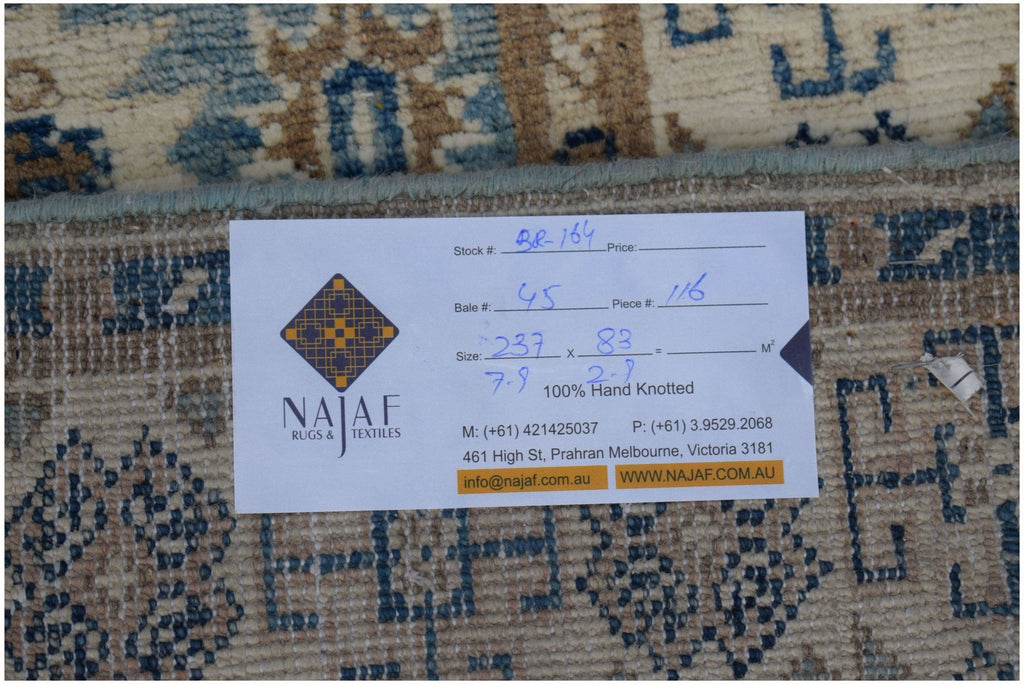 Stock #: BR-164 Price:
Bale #: 45 Piece #: 116
Size: 237 X 83 = M²
7.9 2.9
100% Hand Knotted
NAJAF
RUGS & TEXTILES
M: (+61) 421425037 P: (+61) 3.9529.2068
461 High St, Prahran Melbourne, Victoria 3181
info@najaf.com.au WWW.NAJAF.COM.AU